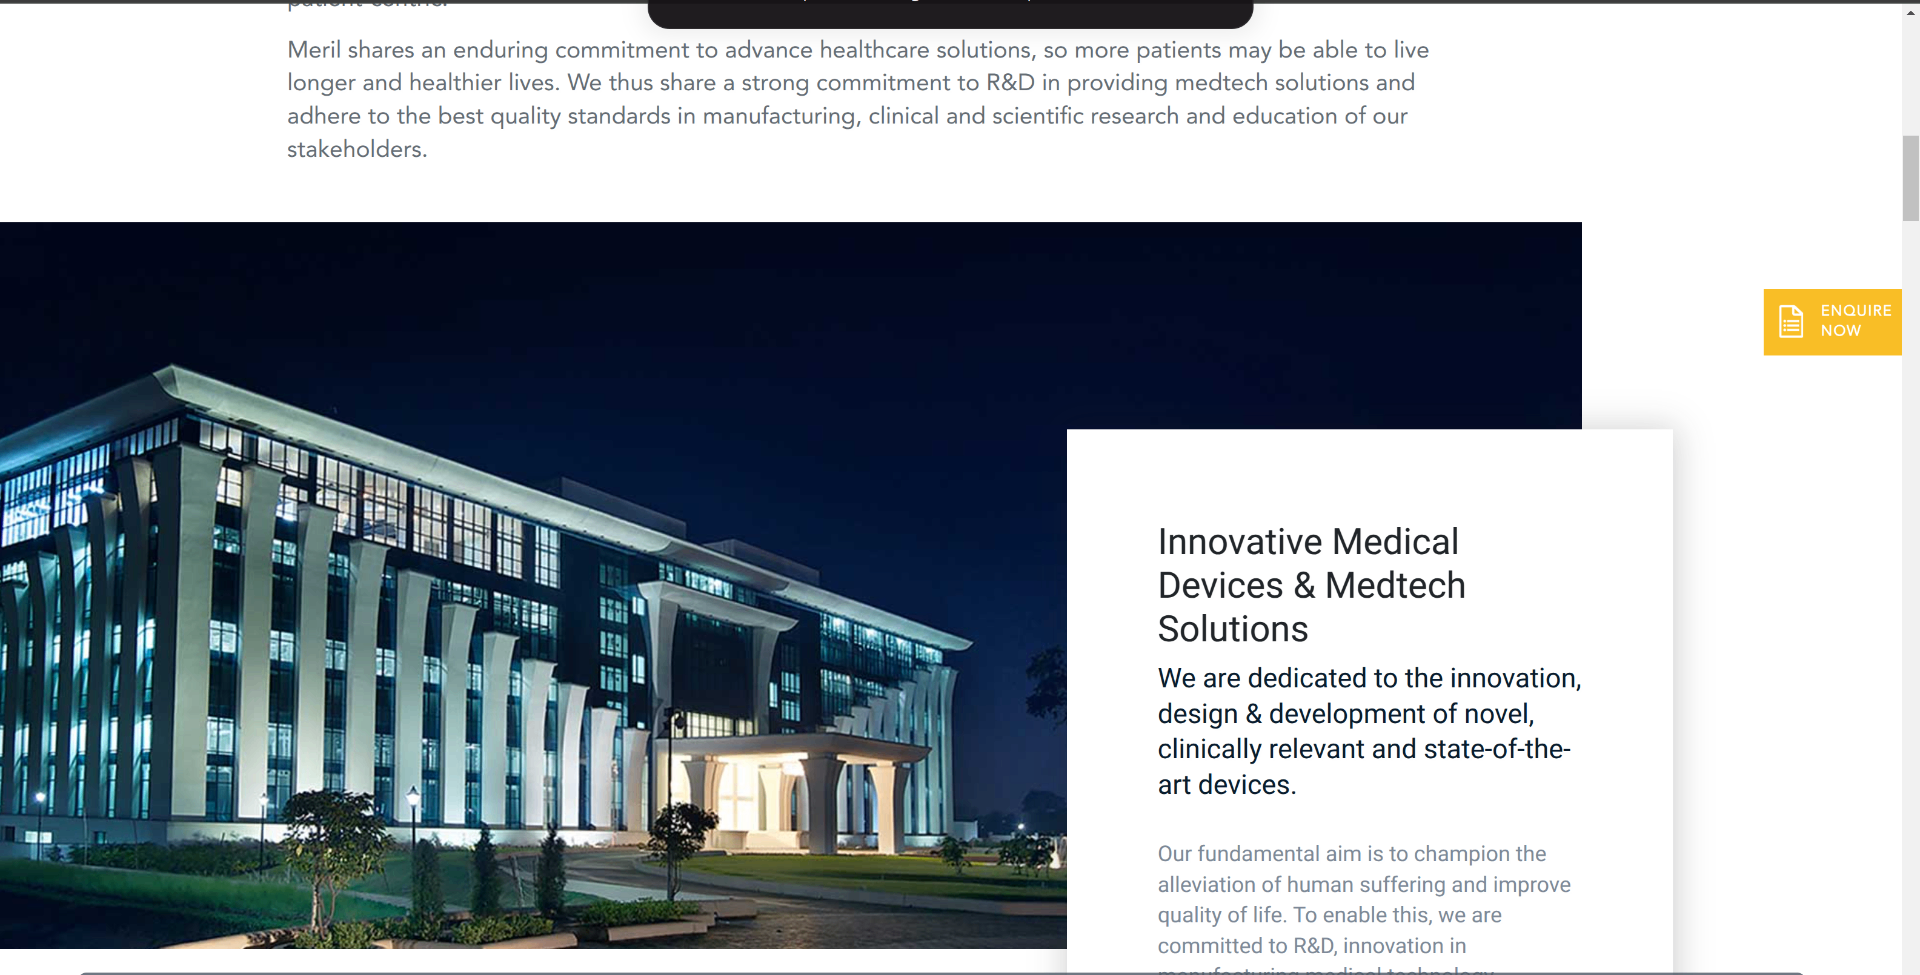 patient-centric.
Meril shares an enduring commitment to advance healthcare solutions, so more patients may be able to live
longer and healthier lives. We thus share a strong commitment to R&D in providing medtech solutions and
adhere to the best quality standards in manufacturing, clinical and scientific research and education of our
stakeholders.
ENQUIRE
NOW
Innovative Medical
Devices & Medtech
Solutions
We are dedicated to the innovation,
design & development of novel,
clinically relevant and state-of-the-
art devices.
Our fundamental aim is to champion the
alleviation of human suffering and improve
quality of life. To enable this, we are
committed to R&D, innovation in
manufacturing medical technology